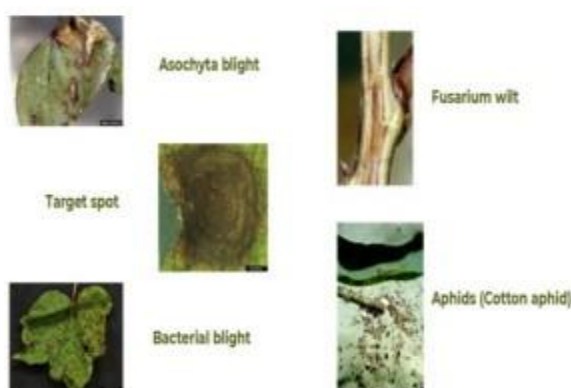 Asochyta blight
Fusarium wilt
Target spot
Aphids (Cotton aphid)
Bacterial blight